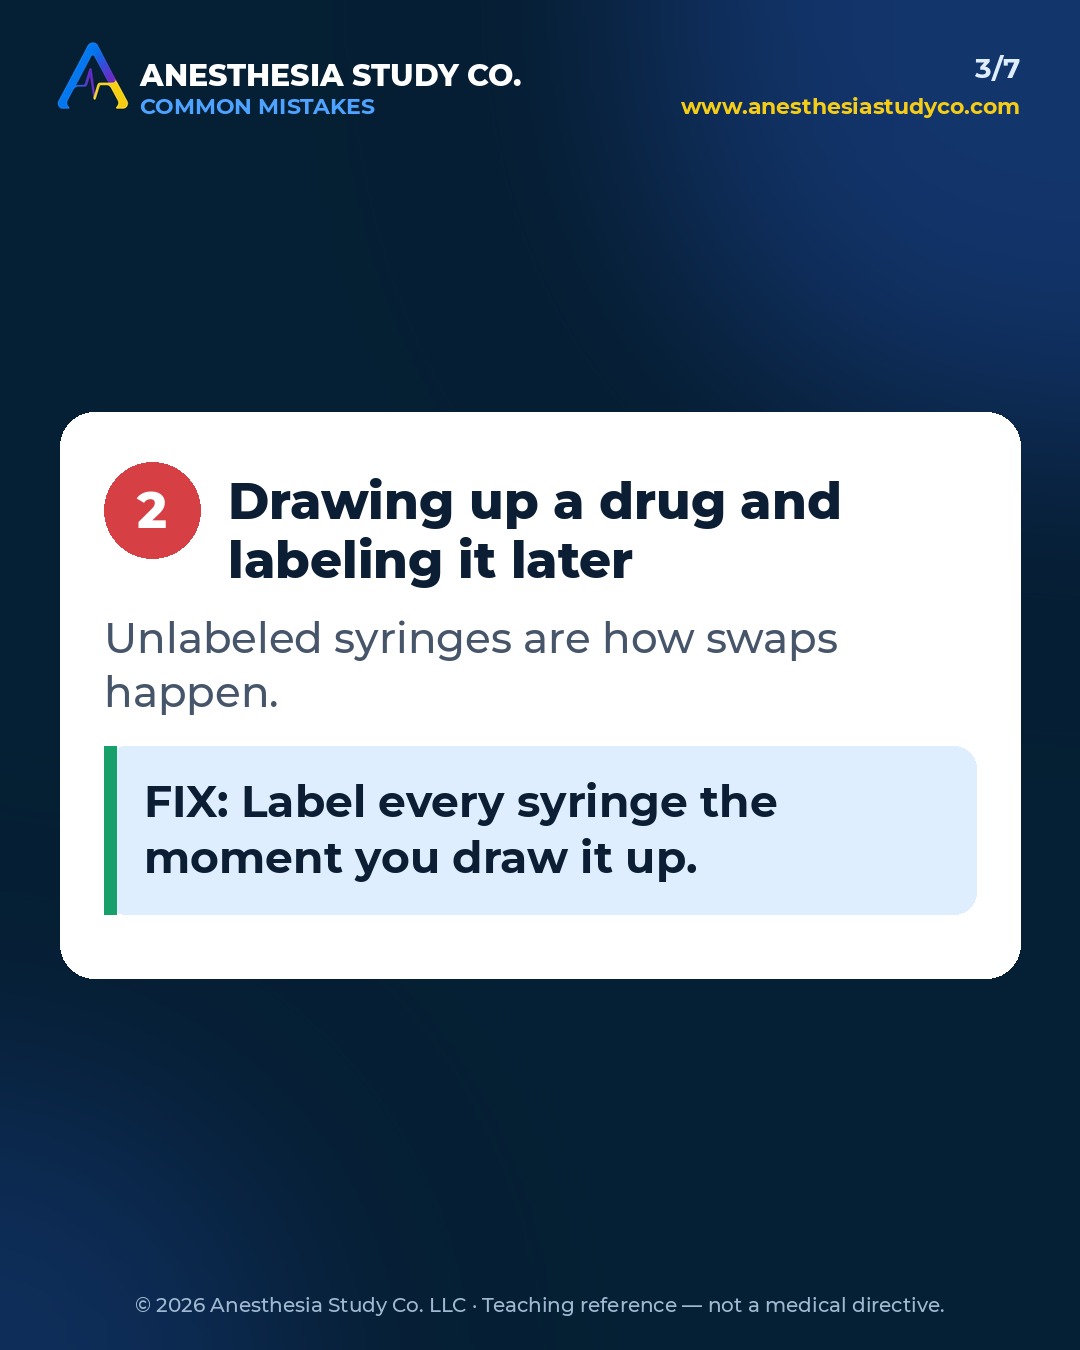 ANESTHESIA STUDY CO.
COMMON MISTAKES
3/7
www.anesthesiastudyco.com
2
Drawing up a drug and
labeling it later
Unlabeled syringes are how swaps
happen.
FIX: Label every syringe the
moment you draw it up.
© 2026 Anesthesia Study Co. LLC · Teaching reference — not a medical directive.